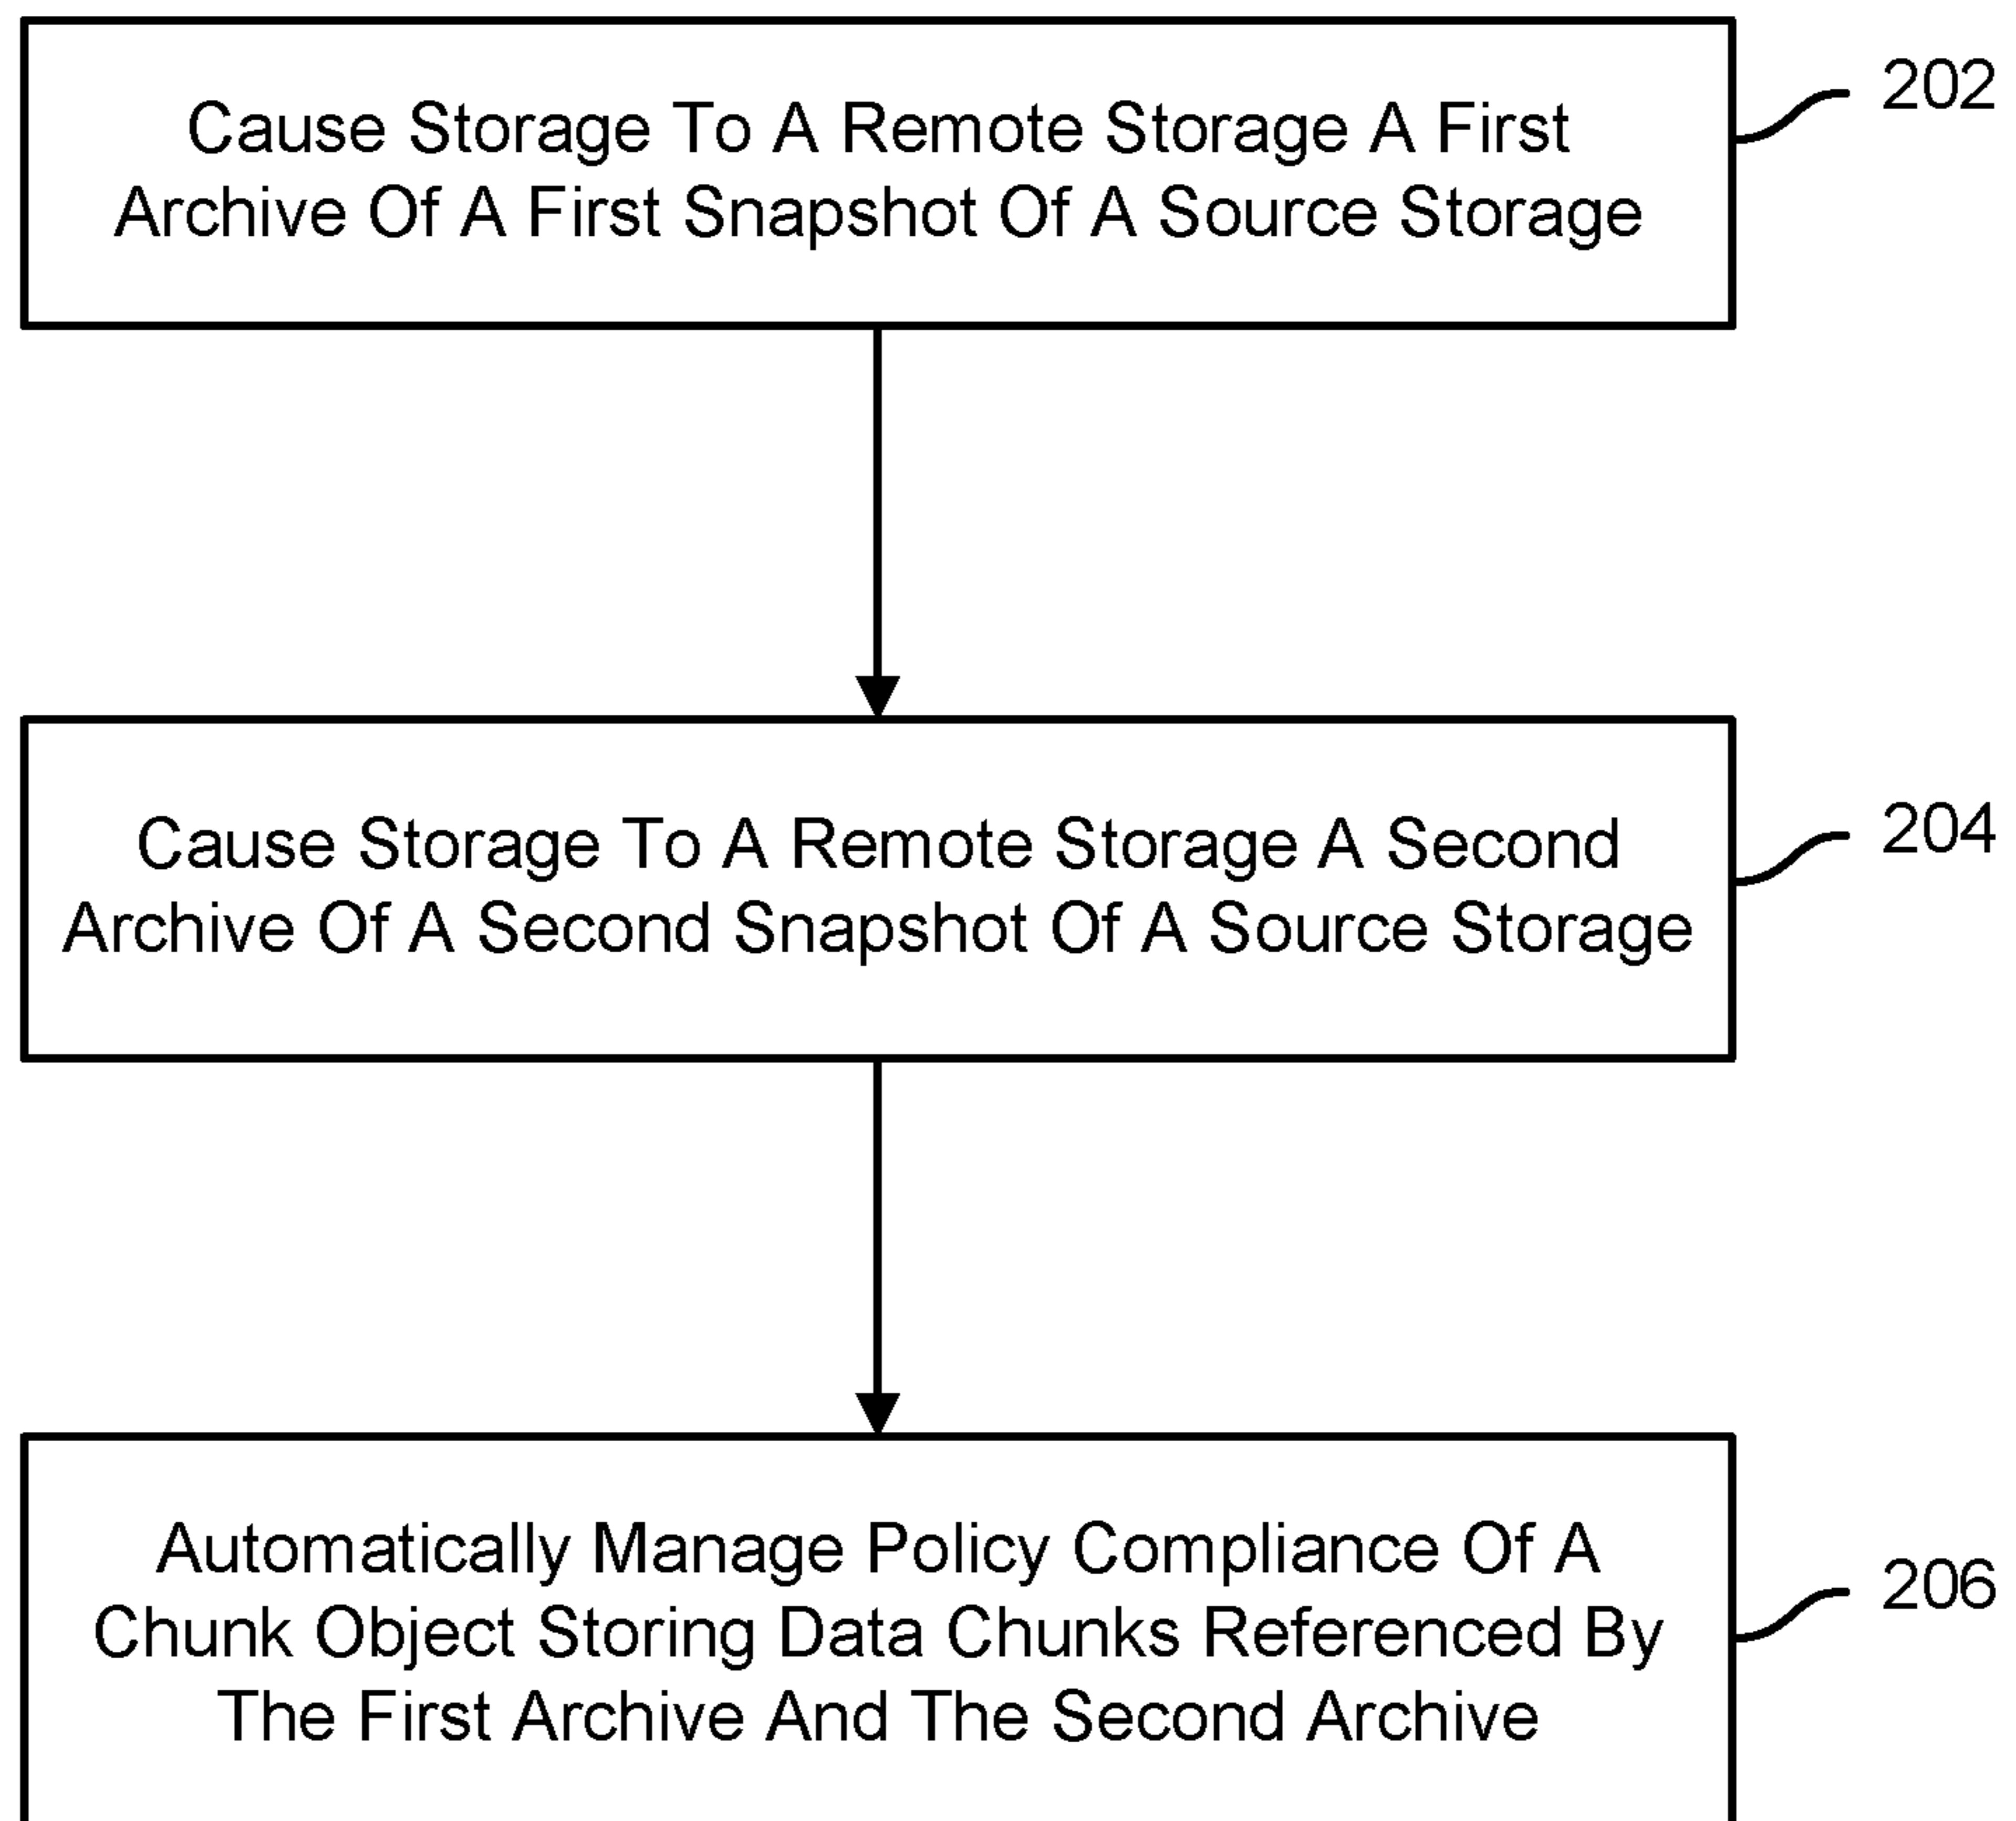 Cause Storage To A Remote Storage A First
Archive Of A First Snapshot Of A Source Storage
202
Cause Storage To A Remote Storage A Second
Archive Of A Second Snapshot Of A Source Storage
204
Automatically Manage Policy Compliance Of A
Chunk Object Storing Data Chunks Referenced By
The First Archive And The Second Archive
206